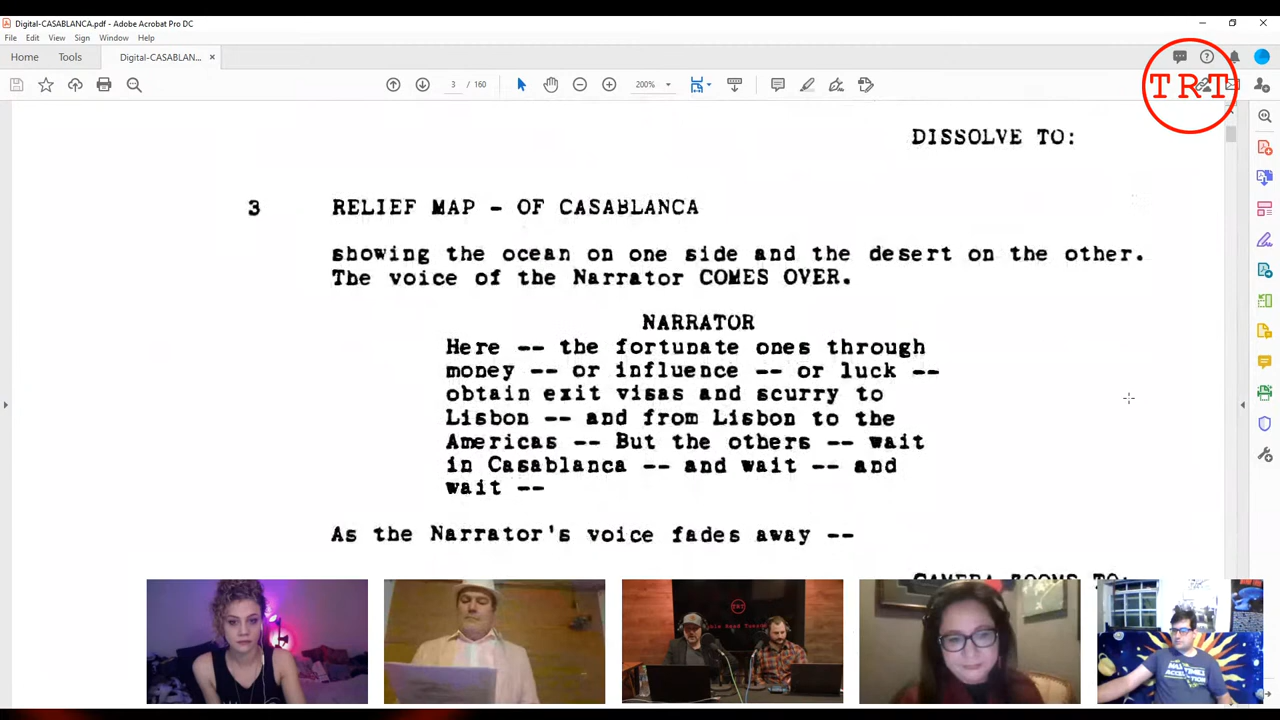 Digital-CASABLANCA.pdf - Adobe Acrobat Pro DC
File Edit View Sign Window Help
Home Tools Digital-CASABLAN... ×
3 / 160 200%
TRT
DISSOLVE TO:
3 RELIEF MAP - OF CASABLANCA
showing the ocean on one side and the desert on the other.
The voice of the Narrator COMES OVER.
NARRATOR
Here -- the fortunate ones through
money -- or influence -- or luck --
obtain exit visas and scurry to
Lisbon -- and from Lisbon to the
Americas -- But the others -- wait
in Casablanca -- and wait -- and
wait --
As the Narrator's voice fades away --
CAMERA ZOOMS TO:
TRT